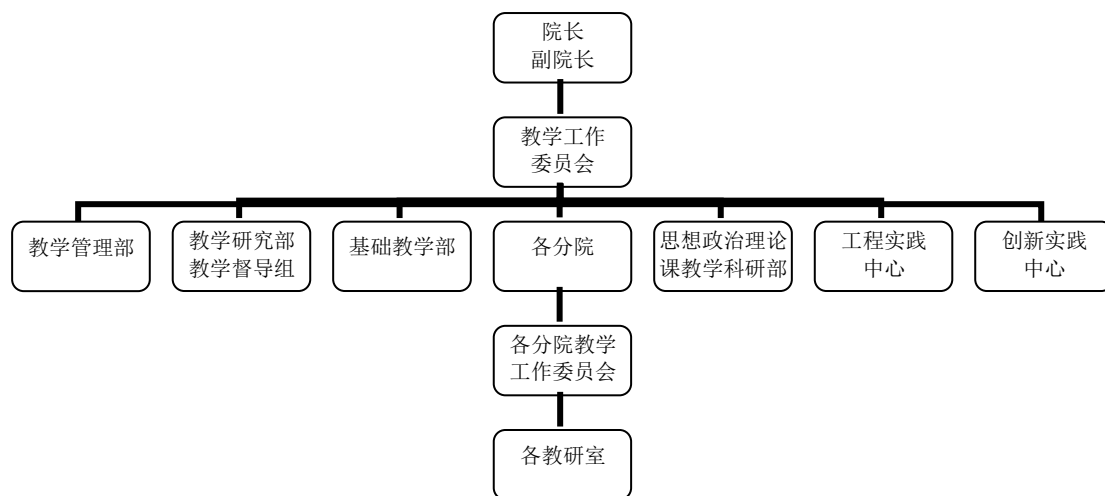 院长
副院长
教学工作
委员会
教学管理部
教学研究部
教学督导组
基础教学部
各分院
思想政治理论
课教学科研部
工程实践
中心
创新实践
中心
各分院教学
工作委员会
各教研室